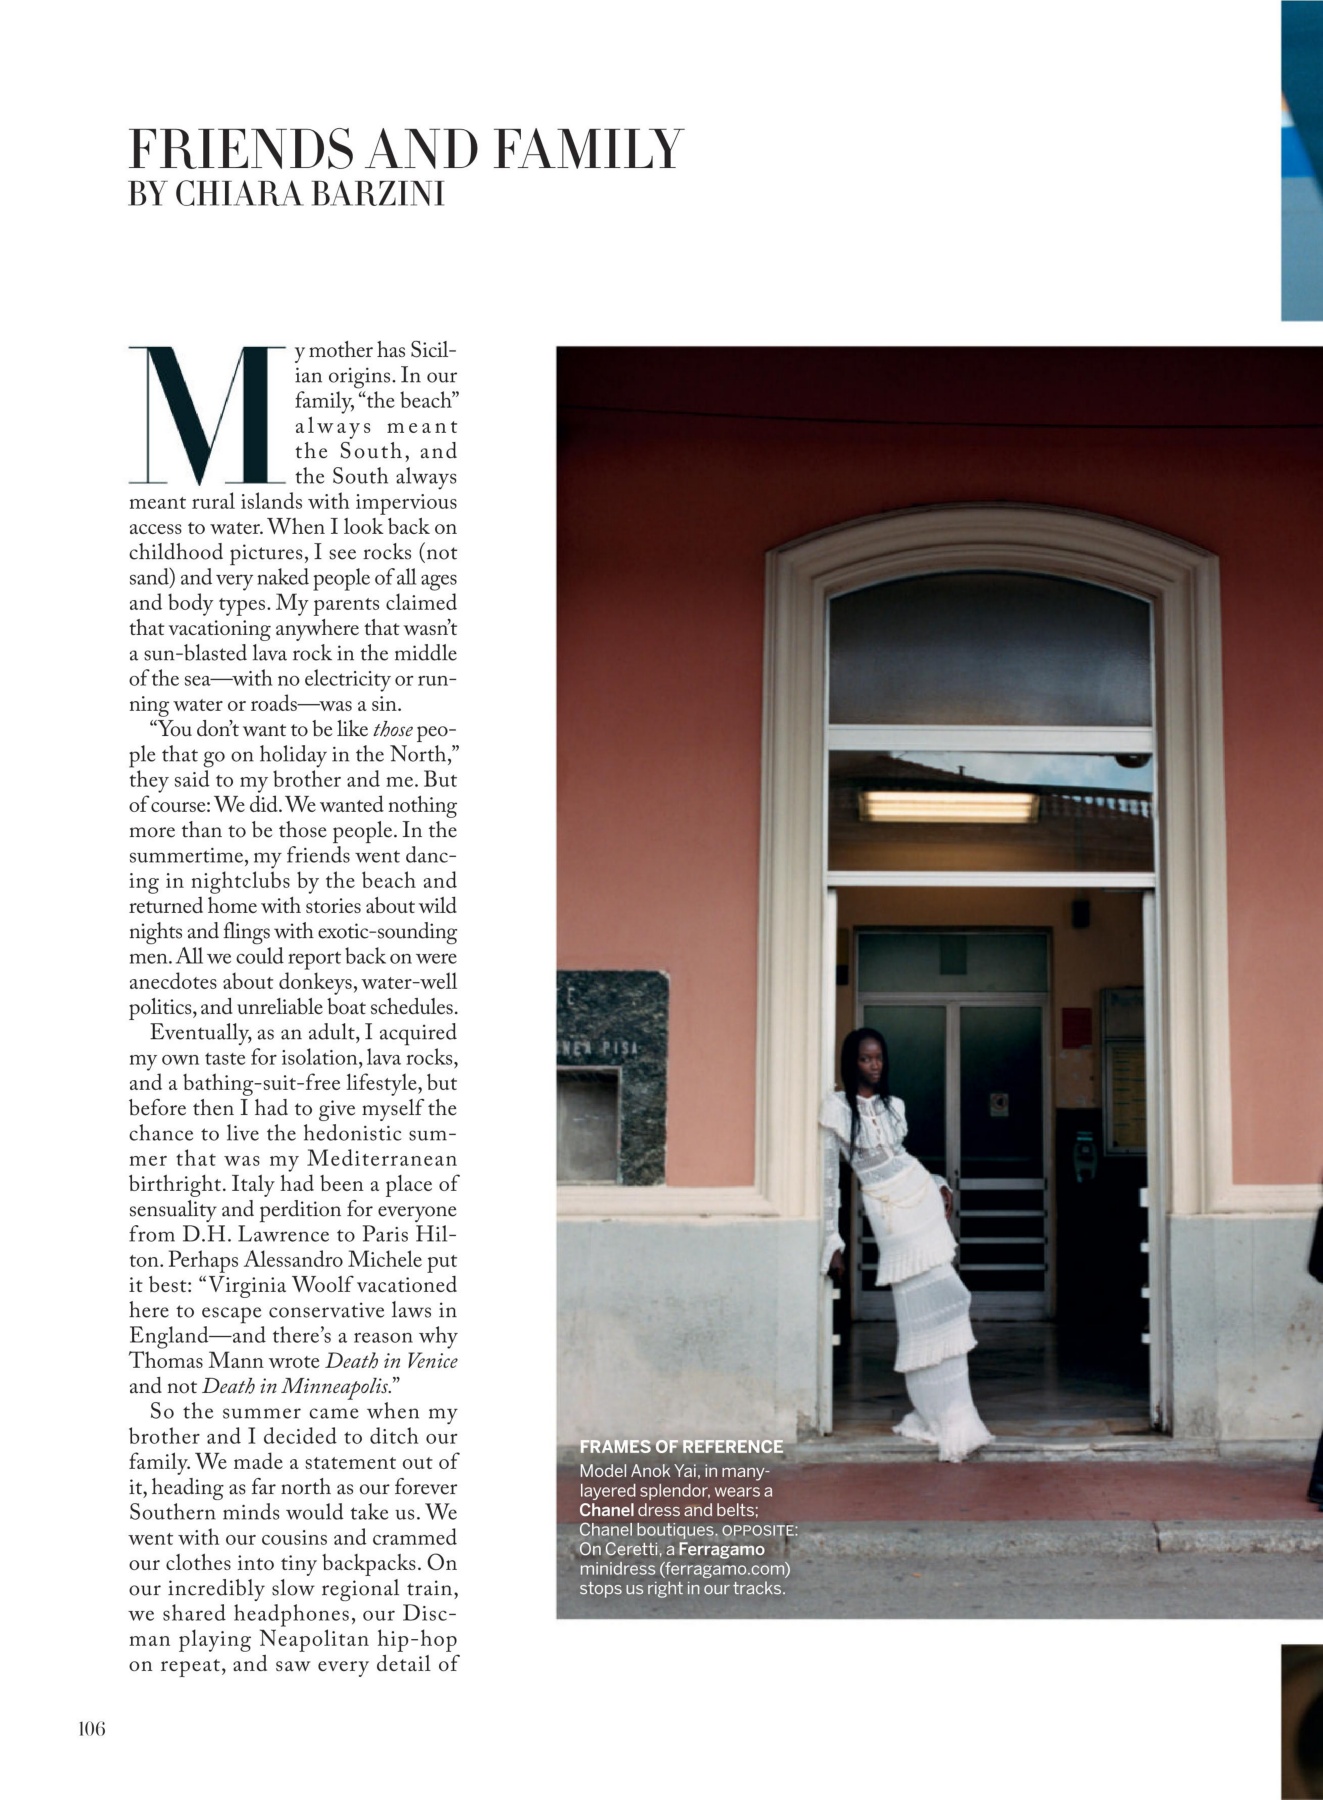 FRIENDS AND FAMILY
BY CHIARA BARZINI
My mother has Sicil-
ian origins. In our
family, “the beach”
always meant
the South, and
the South always
meant rural islands with impervious
access to water. When I look back on
childhood pictures, I see rocks (not
sand) and very naked people of all ages
and body types. My parents claimed
that vacationing anywhere that wasn’t
a sun-blasted lava rock in the middle
of the sea—with no electricity or run-
ning water or roads—was a sin.
“You don’t want to be like those peo-
ple that go on holiday in the North,”
they said to my brother and me. But
of course: We did. We wanted nothing
more than to be those people. In the
summertime, my friends went danc-
ing in nightclubs by the beach and
returned home with stories about wild
nights and flings with exotic-sounding
men. All we could report back on were
anecdotes about donkeys, water-well
politics, and unreliable boat schedules.
Eventually, as an adult, I acquired
my own taste for isolation, lava rocks,
and a bathing-suit-free lifestyle, but
before then I had to give myself the
chance to live the hedonistic sum-
mer that was my Mediterranean
birthright. Italy had been a place of
sensuality and perdition for everyone
from D.H. Lawrence to Paris Hil-
ton. Perhaps Alessandro Michele put
it best: “Virginia Woolf vacationed
here to escape conservative laws in
England—and there’s a reason why
Thomas Mann wrote Death in Venice
and not Death in Minneapolis.”
So the summer came when my
brother and I decided to ditch our
family. We made a statement out of
it, heading as far north as our forever
Southern minds would take us. We
went with our cousins and crammed
our clothes into tiny backpacks. On
our incredibly slow regional train,
we shared headphones, our Disc-
man playing Neapolitan hip-hop
on repeat, and saw every detail of
PISA
FRAMES OF REFERENCE
Model Anok Yai, in many-
layered splendor, wears a
Chanel dress and belts;
Chanel boutiques. OPPOSITE:
On Ceretti, a Ferragamo
minidress (ferragamo.com)
stops us right in our tracks.
106